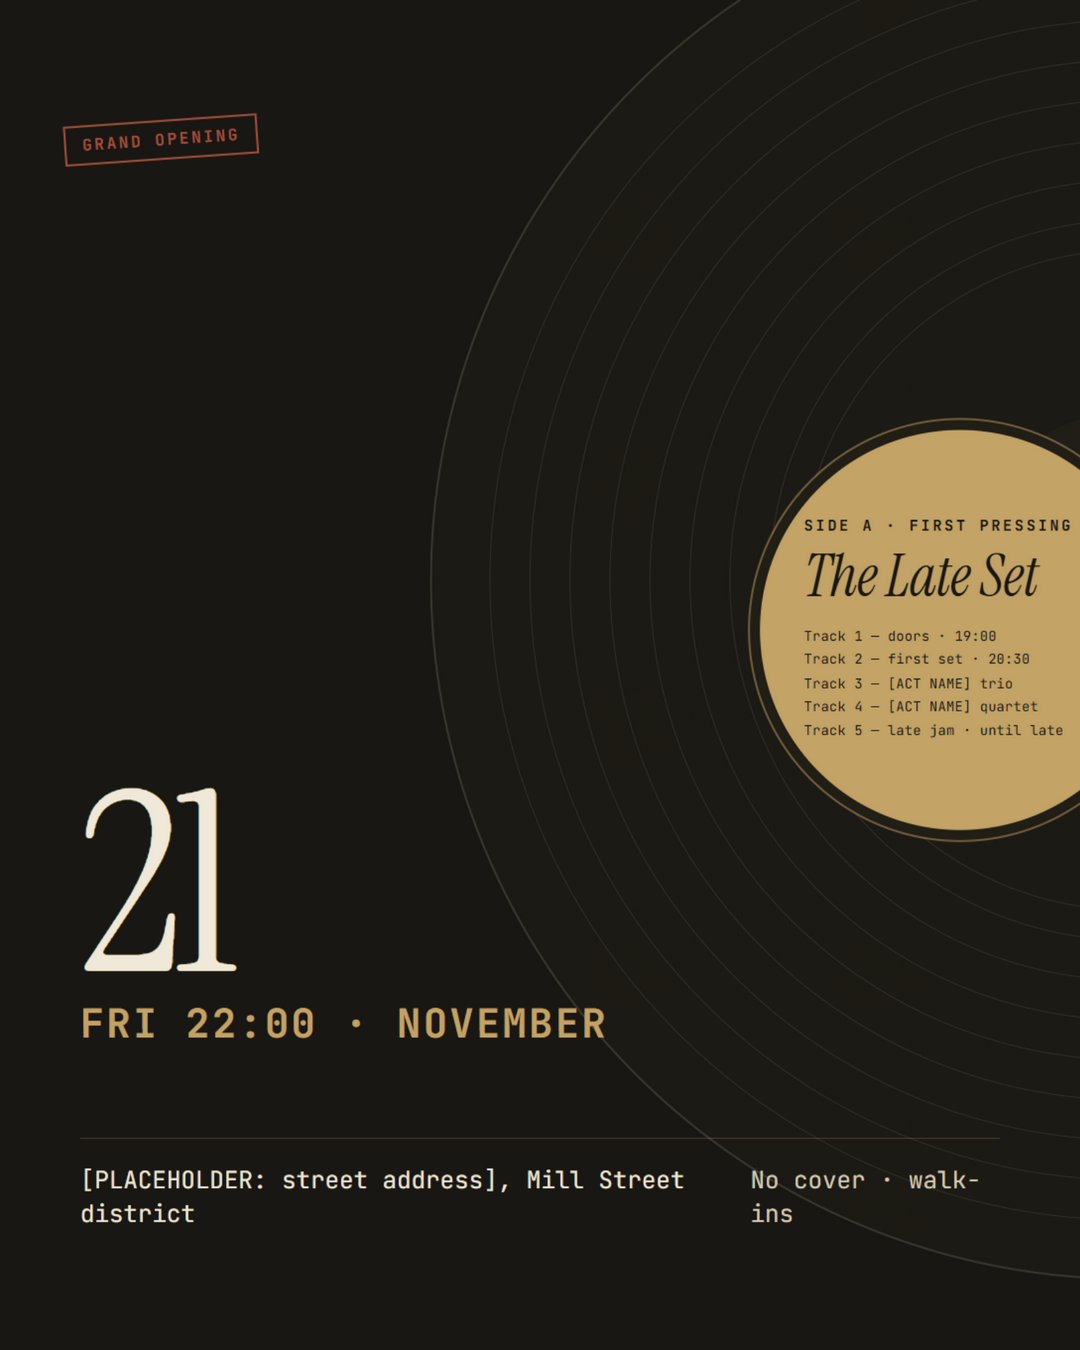 GRAND OPENING
SIDE A · FIRST PRESSING
The Late Set
Track 1 — doors · 19:00
Track 2 — first set · 20:30
Track 3 — [ACT NAME] trio
Track 4 — [ACT NAME] quartet
Track 5 — late jam · until late
21
FRI 22:00 · NOVEMBER
[PLACEHOLDER: street address], Mill Street
district
No cover · walk-
ins